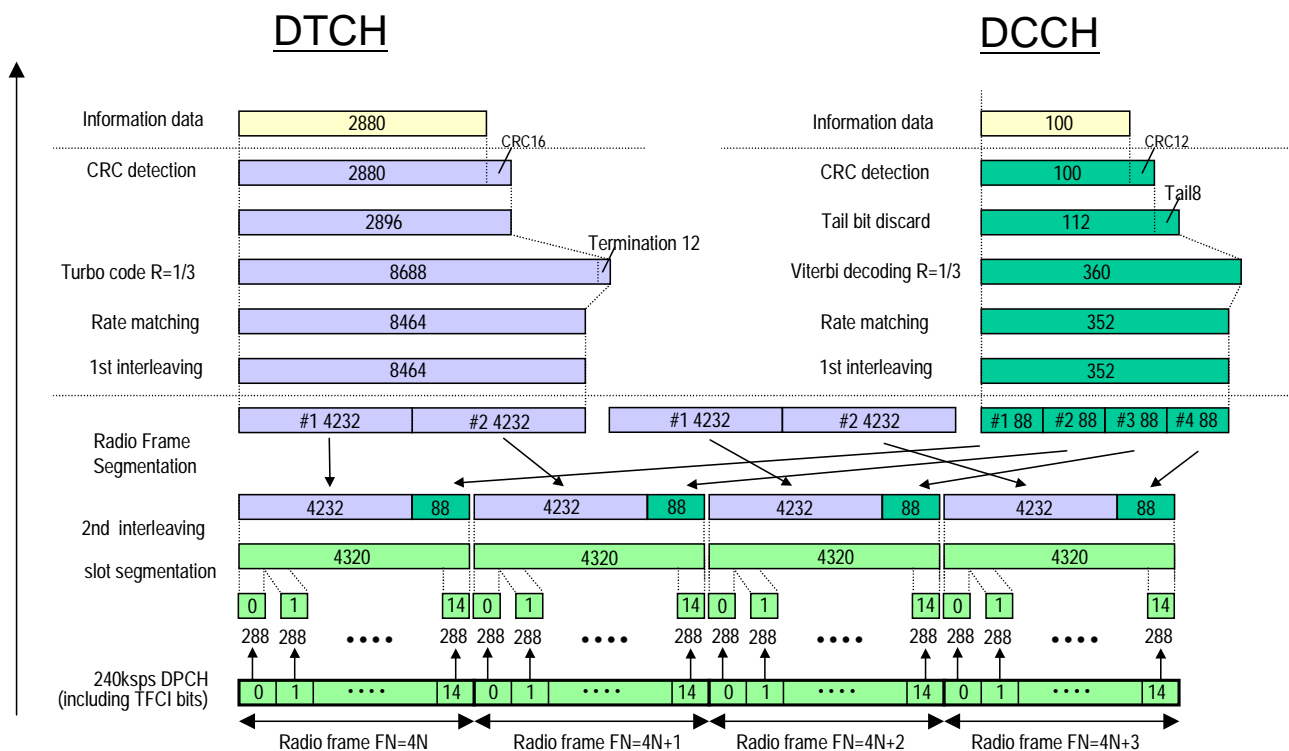 DTCH DCCH
Information data 2880 Information data 100
CRC16 CRC12
CRC detection 2880 CRC detection 100
Tail8
2896 Tail bit discard 112
Termination 12
Turbo code R=1/3 8688 Viterbi decoding R=1/3 360
Rate matching 8464 Rate matching 352
1st interleaving 8464 1st interleaving 352
#1 4232 #2 4232 #1 4232 #2 4232 #1 88 #2 88 #3 88 #4 88
Radio Frame
Segmentation
4232 88 4232 88 4232 88 4232 88
2nd interleaving
4320 4320 4320 4320
slot segmentation
0 1 14 0 1 14 0 1 14 0 1 14
288 288 •••• 288 288 288 •••• 288 288 288 •••• 288 288 288 •••• 288
240ksps DPCH
(including TFCI bits)
0 1 •••• 14 0 1 •••• 14 0 1 •••• 14 0 1 •••• 14
Radio frame FN=4N Radio frame FN=4N+1 Radio frame FN=4N+2 Radio frame FN=4N+3